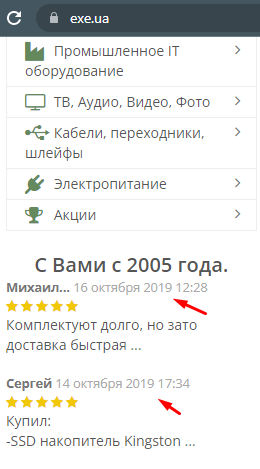 exe.ua
Промышленное IT
оборудование
ТВ, Аудио, Видео, Фото
Кабели, переходники,
шлейфы
Электропитание
Акции
С Вами с 2005 года.
Михаил... 16 октября 2019 12:28
Комплектуют долго, но зато
доставка быстрая ...
Сергей 14 октября 2019 17:34
Купил:
-SSD накопитель Kingston ...